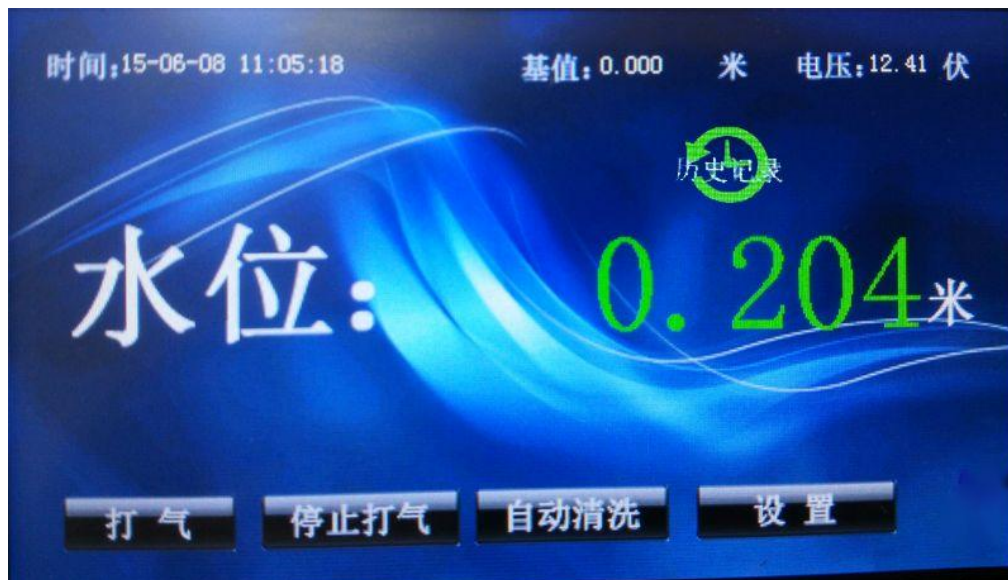 时间:15-06-08 11:05:18 基值:0.000 米 电压:12.41 伏
历史记录
水位: 0.204米
打气 停止打气 自动清洗 设置